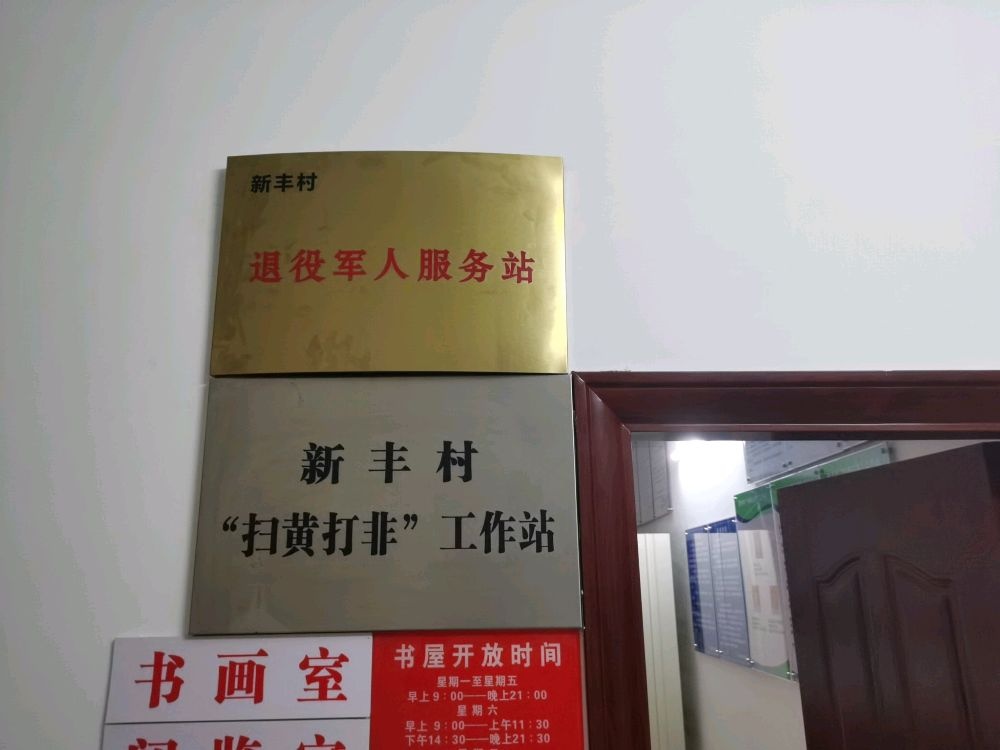 新丰村
退役军人服务站
新丰村
“扫黄打非”工作站
书画室
书屋开放时间
星期一至星期五
早上9:00——晚上21:00
星期六
早上 9:00——上午11:30
下午14:30——晚上21:30